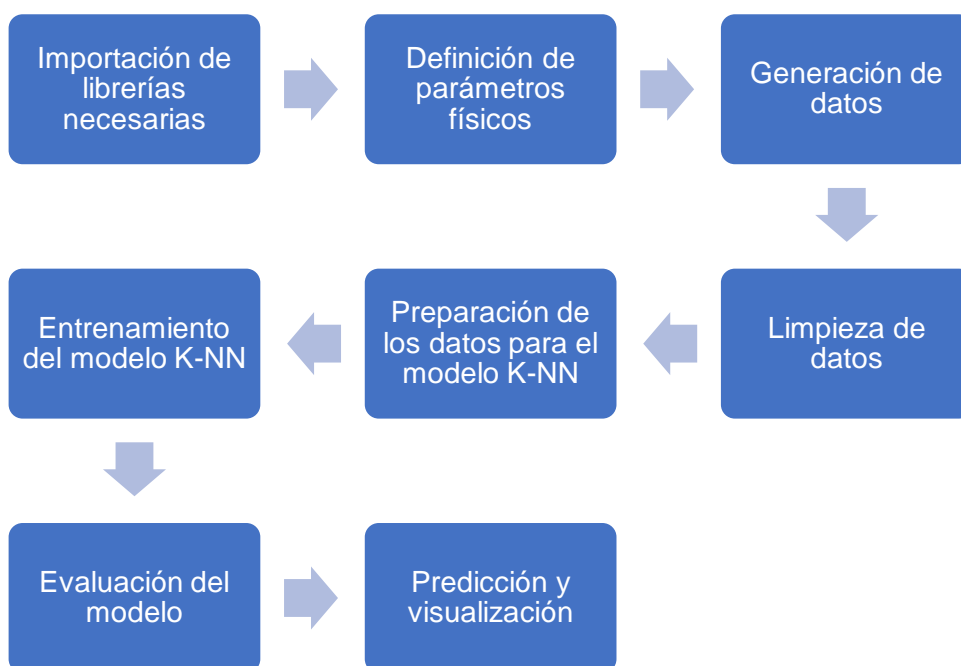 Importación de
librerías
necesarias
Definición de
parámetros
físicos
Generación de
datos
Limpieza de
datos
Preparación de
los datos para el
modelo K-NN
Entrenamiento
del modelo K-NN
Evaluación del
modelo
Predicción y
visualización